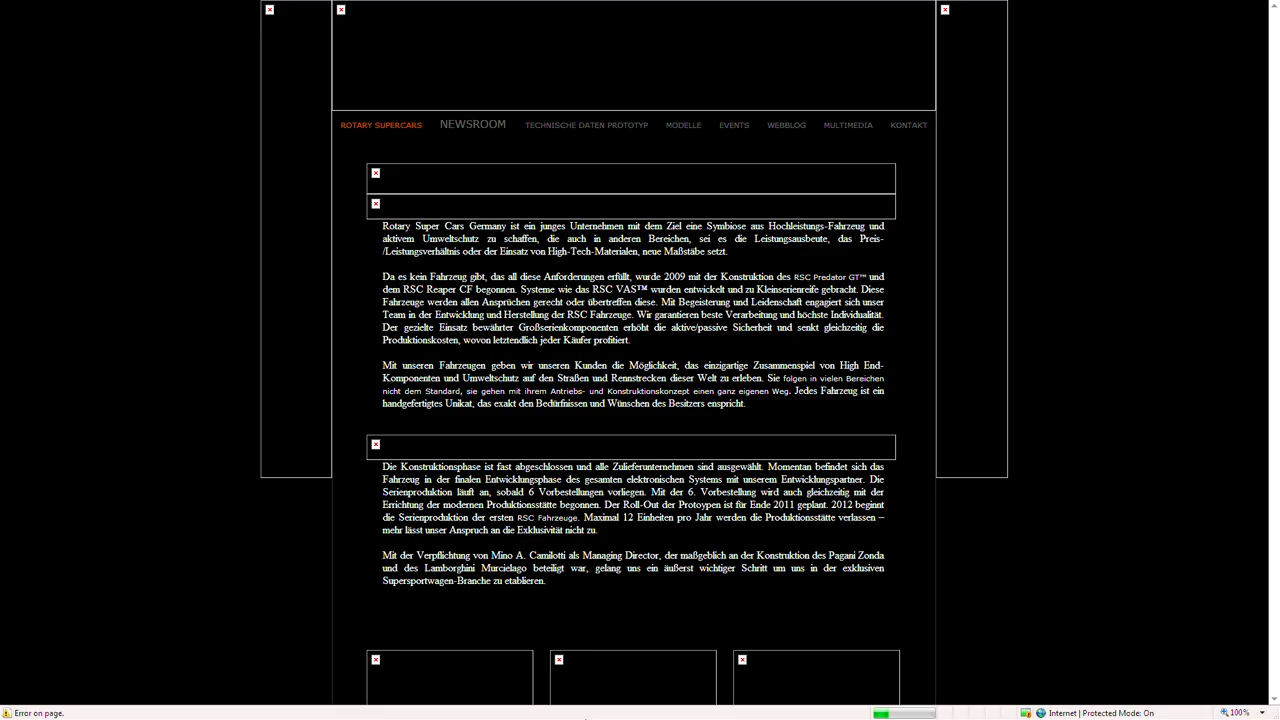 ROTARY SUPERCARS NEWSROOM TECHNISCHE DATEN PROTOTYP MODELLE EVENTS WEBBLOG MULTIMEDIA KONTAKT
Rotary Super Cars Germany ist ein junges Unternehmen mit dem Ziel eine Symbiose aus Hochleistungs-Fahrzeug und
aktivem Umweltschutz zu schaffen, die auch in anderen Bereichen, sei es die Leistungsausbeute, das Preis-
/Leistungsverhältnis oder der Einsatz von High-Tech-Materialen, neue Maßstäbe setzt.
Da es kein Fahrzeug gibt, das all diese Anforderungen erfüllt, wurde 2009 mit der Konstruktion des RSC Predator GT™ und
dem RSC Reaper CF begonnen. Systeme wie das RSC VAS™ wurden entwickelt und zu Kleinserienreife gebracht. Diese
Fahrzeuge werden allen Ansprüchen gerecht oder übertreffen diese. Mit Begeisterung und Leidenschaft engagiert sich unser
Team in der Entwicklung und Herstellung der RSC Fahrzeuge. Wir garantieren beste Verarbeitung und höchste Individualität.
Der gezielte Einsatz bewährter Großserienkomponenten erhöht die aktive/passive Sicherheit und senkt gleichzeitig die
Produktionskosten, wovon letztendlich jeder Käufer profitiert.
Mit unseren Fahrzeugen geben wir unseren Kunden die Möglichkeit, das einzigartige Zusammenspiel von High End-
Komponenten und Umweltschutz auf den Straßen und Rennstrecken dieser Welt zu erleben. Sie folgen in vielen Bereichen
nicht dem Standard, sie gehen mit ihrem Antriebs- und Konstruktionskonzept einen ganz eigenen Weg. Jedes Fahrzeug ist ein
handgefertigtes Unikat, das exakt den Bedürfnissen und Wünschen des Besitzers enspricht.
Die Konstruktionsphase ist fast abgeschlossen und alle Zulieferunternehmen sind ausgewählt. Momentan befindet sich das
Fahrzeug in der finalen Entwicklungsphase des gesamten elektronischen Systems mit unserem Entwicklungspartner. Die
Serienproduktion läuft an, sobald 6 Vorbestellungen vorliegen. Mit der 6. Vorbestellung wird auch gleichzeitig mit der
Errichtung der modernen Produktionsstätte begonnen. Der Roll-Out der Protoypen ist für Ende 2011 geplant. 2012 beginnt
die Serienproduktion der ersten RSC Fahrzeuge. Maximal 12 Einheiten pro Jahr werden die Produktionsstätte verlassen –
mehr lässt unser Anspruch an die Exklusivität nicht zu.
Mit der Verpflichtung von Mino A. Camilotti als Managing Director, der maßgeblich an der Konstruktion des Pagani Zonda
und des Lamborghini Murcielago beteiligt war, gelang uns ein äußerst wichtiger Schritt um uns in der exklusiven
Supersportwagen-Branche zu etablieren.
Error on page. Internet | Protected Mode: On 100%